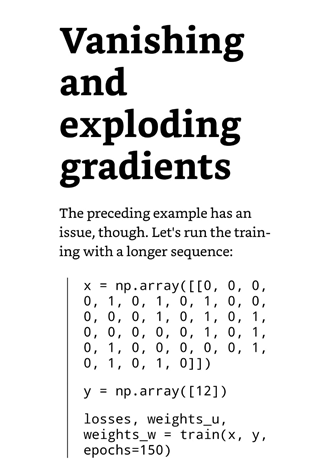 Vanishing
and
exploding
gradients
The preceding example has an
issue, though. Let's run the train-
ing with a longer sequence:
x = np.array([[0, 0, 0,
0, 1, 0, 1, 0, 1, 0, 0,
0, 0, 0, 1, 0, 1, 0, 1,
0, 0, 0, 0, 0, 1, 0, 1,
0, 1, 0, 0, 0, 0, 0, 1,
0, 1, 0, 1, 0]])
y = np.array([12])
losses, weights_u,
weights_w = train(x, y,
epochs=150)